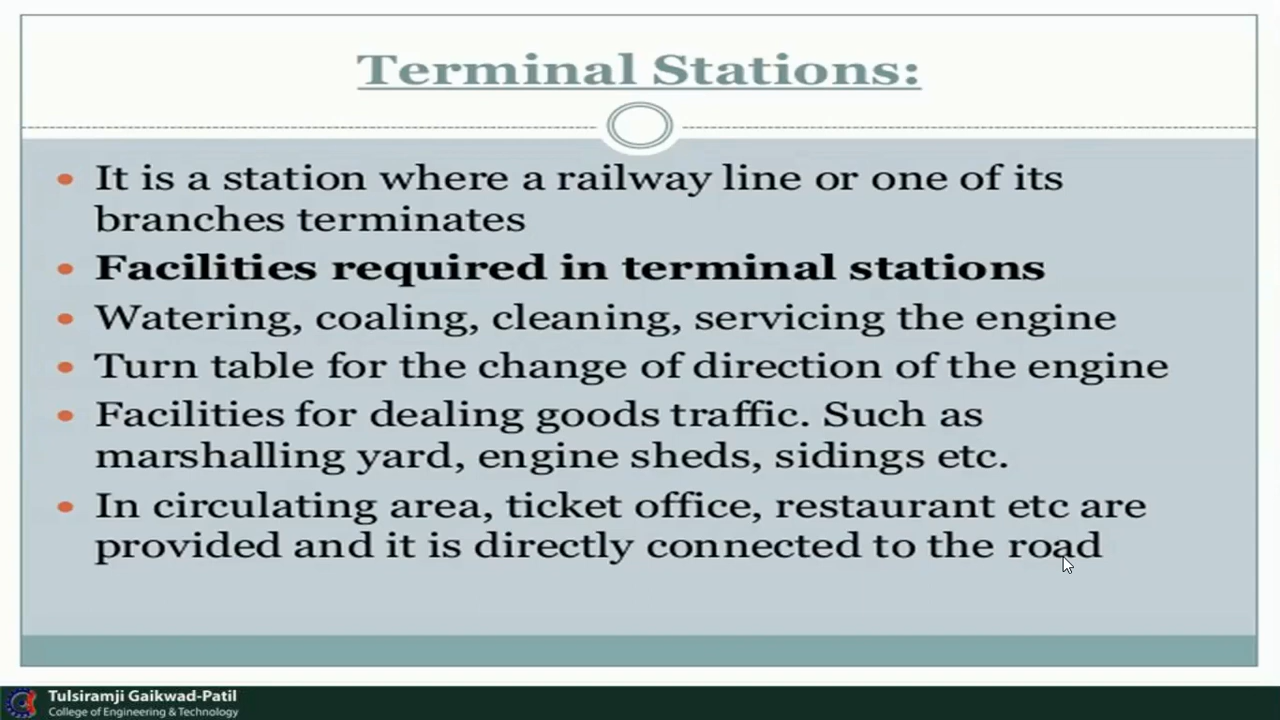 Terminal Stations:
It is a station where a railway line or one of its
branches terminates
Facilities required in terminal stations
Watering, coaling, cleaning, servicing the engine
Turn table for the change of direction of the engine
Facilities for dealing goods traffic. Such as
marshalling yard, engine sheds, sidings etc.
In circulating area, ticket office, restaurant etc are
provided and it is directly connected to the road
Tulsiramji Gaikwad-Patil
College of Engineering & Technology